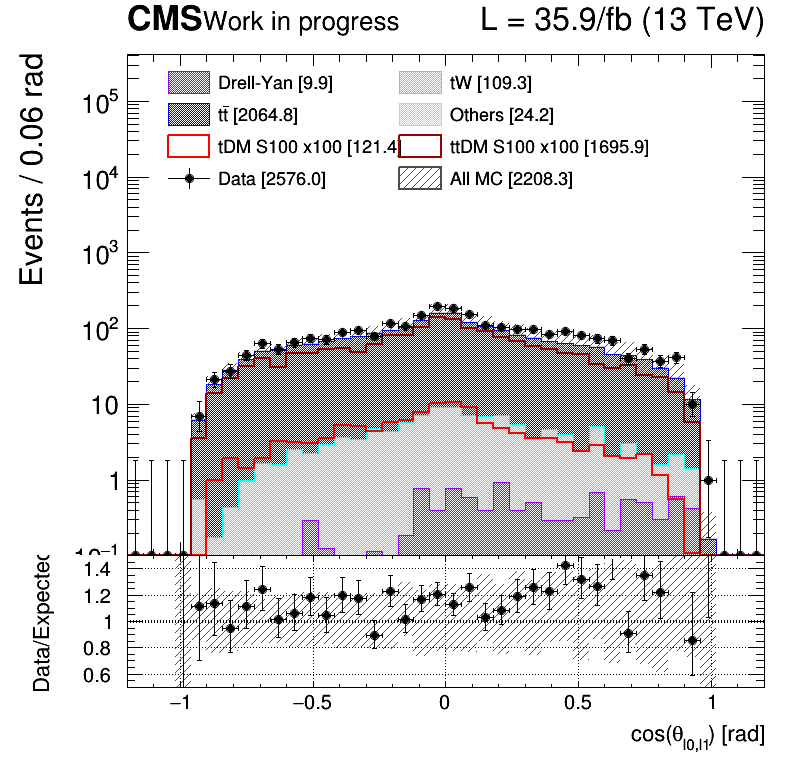 CMS Work in progress L = 35.9/fb (13 TeV)
Events / 0.06 rad
Drell-Yan [9.9] tW [109.3]
tt̄ [2064.8] Others [24.2]
tDM S100 x100 [121.4] ttDM S100 x100 [1695.9]
Data [2576.0] All MC [2208.3]
10⁵
10⁴
10³
10²
10
1
10⁻¹
Data/Expected
1.4
1.2
1
0.8
0.6
−1 −0.5 0 0.5 1
cos(θ_l0,l1) [rad]